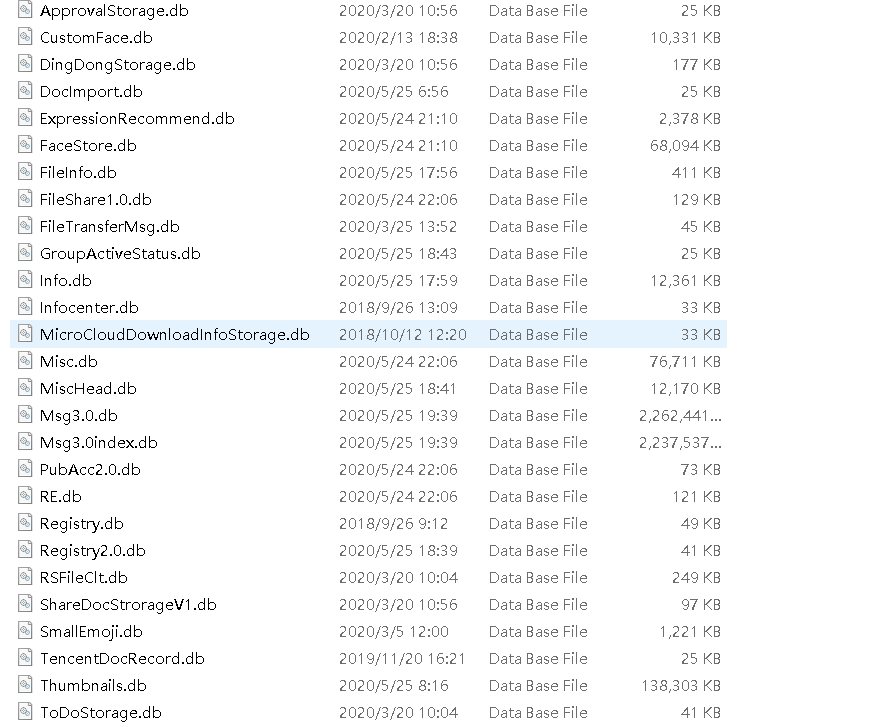 ApprovalStorage.db 2020/3/20 10:56 Data Base File 25 KB
CustomFace.db 2020/2/13 18:38 Data Base File 10,331 KB
DingDongStorage.db 2020/3/20 10:56 Data Base File 177 KB
DocImport.db 2020/5/25 6:56 Data Base File 25 KB
ExpressionRecommend.db 2020/5/24 21:10 Data Base File 2,378 KB
FaceStore.db 2020/5/24 21:10 Data Base File 68,094 KB
FileInfo.db 2020/5/25 17:56 Data Base File 411 KB
FileShare1.0.db 2020/5/24 22:06 Data Base File 129 KB
FileTransferMsg.db 2020/3/25 13:52 Data Base File 45 KB
GroupActiveStatus.db 2020/5/25 18:43 Data Base File 25 KB
Info.db 2020/5/25 17:59 Data Base File 12,361 KB
Infocenter.db 2018/9/26 13:09 Data Base File 33 KB
MicroCloudDownloadInfoStorage.db 2018/10/12 12:20 Data Base File 33 KB
Misc.db 2020/5/24 22:06 Data Base File 76,711 KB
MiscHead.db 2020/5/25 18:41 Data Base File 12,170 KB
Msg3.0.db 2020/5/25 19:39 Data Base File 2,262,441...
Msg3.0index.db 2020/5/25 19:39 Data Base File 2,237,537...
PubAcc2.0.db 2020/5/24 22:06 Data Base File 73 KB
RE.db 2020/5/24 22:06 Data Base File 121 KB
Registry.db 2018/9/26 9:12 Data Base File 49 KB
Registry2.0.db 2020/5/25 18:39 Data Base File 41 KB
RSFileClt.db 2020/3/20 10:04 Data Base File 249 KB
ShareDocStrorageV1.db 2020/3/20 10:56 Data Base File 97 KB
SmallEmoji.db 2020/3/5 12:00 Data Base File 1,221 KB
TencentDocRecord.db 2019/11/20 16:21 Data Base File 25 KB
Thumbnails.db 2020/5/25 8:16 Data Base File 138,303 KB
ToDoStorage.db 2020/3/20 10:04 Data Base File 41 KB